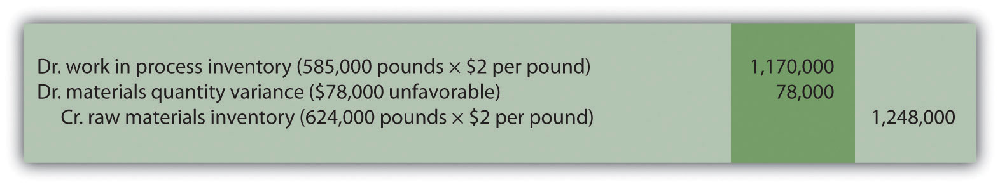 Dr. work in process inventory (585,000 pounds × $2 per pound) 1,170,000
Dr. materials quantity variance ($78,000 unfavorable) 78,000
Cr. raw materials inventory (624,000 pounds × $2 per pound) 1,248,000